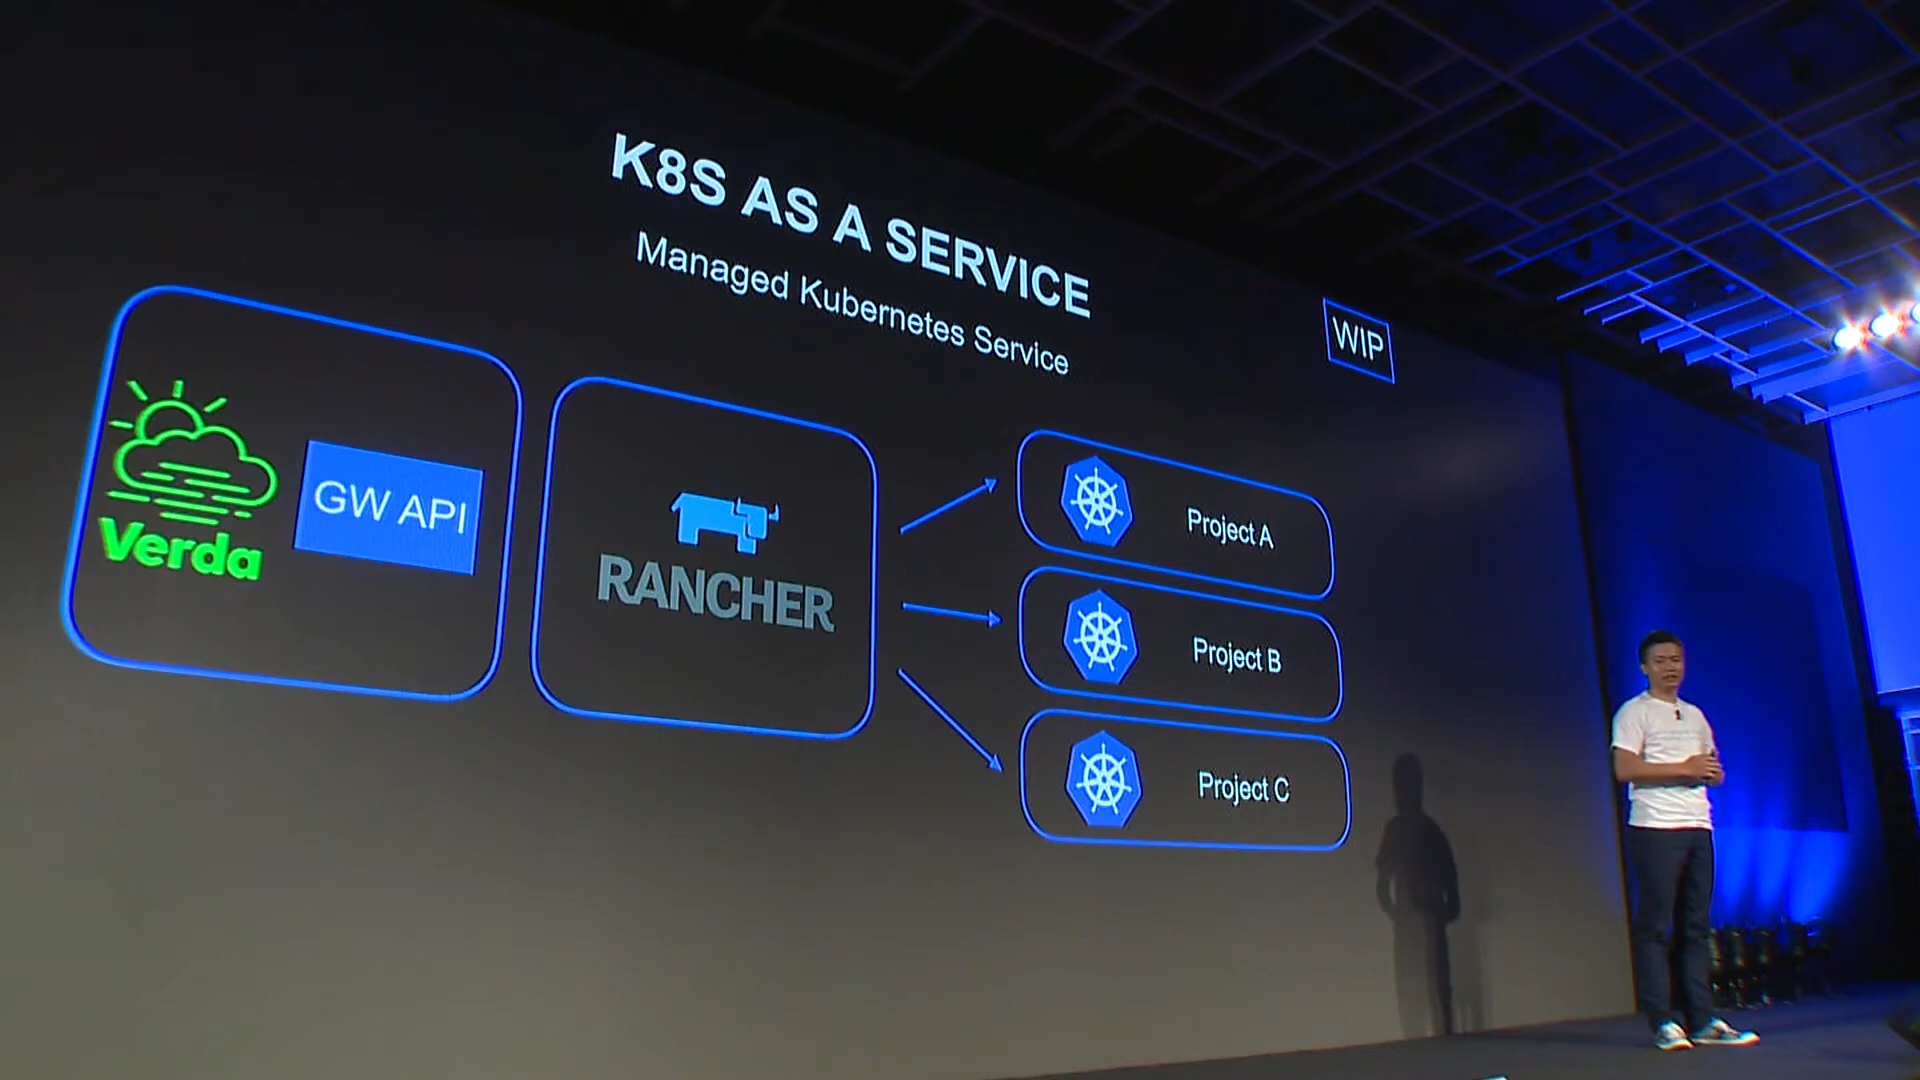 K8S AS A SERVICE
Managed Kubernetes Service
WIP
Verda
GW API
RANCHER
Project A
Project B
Project C